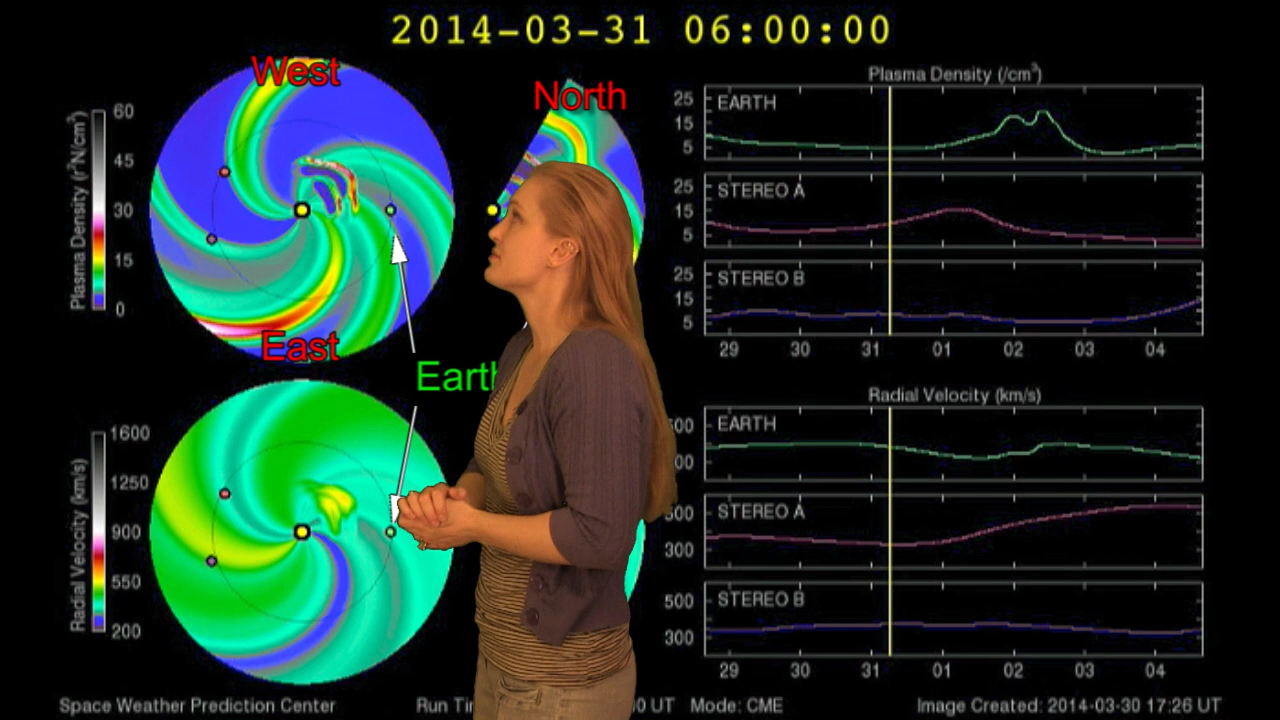 2014-03-31 06:00:00
West
North
East
Earth
Plasma Density (r²N/cm³)
60
45
30
15
0
Radial Velocity (km/s)
1600
1250
900
550
200
Plasma Density (/cm³)
EARTH
25
15
5
STEREO A
25
15
5
STEREO B
25
15
5
29 30 31 01 02 03 04
Radial Velocity (km/s)
EARTH
STEREO A
300
STEREO B
500
300
29 30 31 01 02 03 04
Space Weather Prediction Center
Run
UT Mode: CME
Image Created: 2014-03-30 17:26 UT